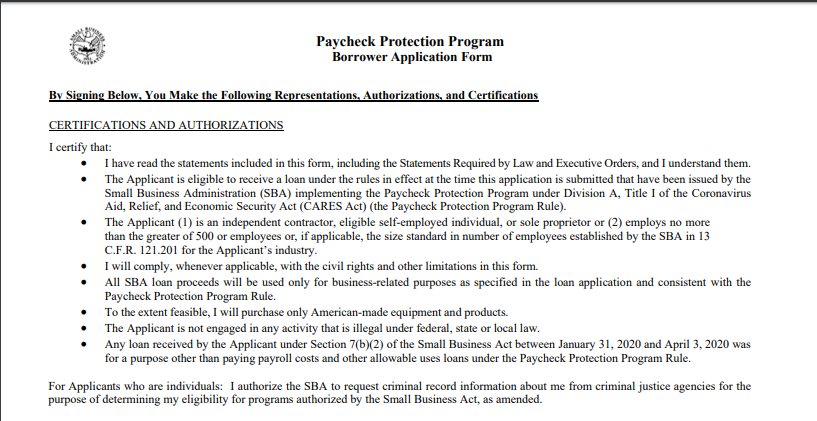 Paycheck Protection Program
Borrower Application Form
By Signing Below, You Make the Following Representations, Authorizations, and Certifications
CERTIFICATIONS AND AUTHORIZATIONS
I certify that:
• I have read the statements included in this form, including the Statements Required by Law and Executive Orders, and I understand them.
• The Applicant is eligible to receive a loan under the rules in effect at the time this application is submitted that have been issued by the
Small Business Administration (SBA) implementing the Paycheck Protection Program under Division A, Title I of the Coronavirus
Aid, Relief, and Economic Security Act (CARES Act) (the Paycheck Protection Program Rule).
• The Applicant (1) is an independent contractor, eligible self-employed individual, or sole proprietor or (2) employs no more
than the greater of 500 or employees or, if applicable, the size standard in number of employees established by the SBA in 13
C.F.R. 121.201 for the Applicant's industry.
• I will comply, whenever applicable, with the civil rights and other limitations in this form.
• All SBA loan proceeds will be used only for business-related purposes as specified in the loan application and consistent with the
Paycheck Protection Program Rule.
• To the extent feasible, I will purchase only American-made equipment and products.
• The Applicant is not engaged in any activity that is illegal under federal, state or local law.
• Any loan received by the Applicant under Section 7(b)(2) of the Small Business Act between January 31, 2020 and April 3, 2020 was
for a purpose other than paying payroll costs and other allowable uses loans under the Paycheck Protection Program Rule.
For Applicants who are individuals: I authorize the SBA to request criminal record information about me from criminal justice agencies for the
purpose of determining my eligibility for programs authorized by the Small Business Act, as amended.